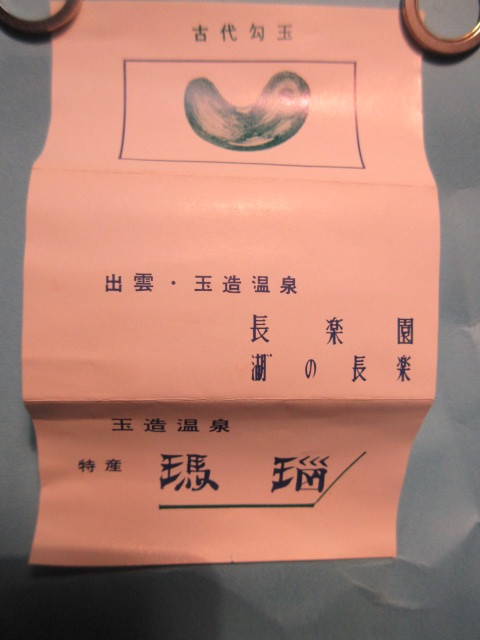 古代勾玉
出雲・玉造温泉
長楽園
湖の長楽
玉造温泉
特産 瑪瑙